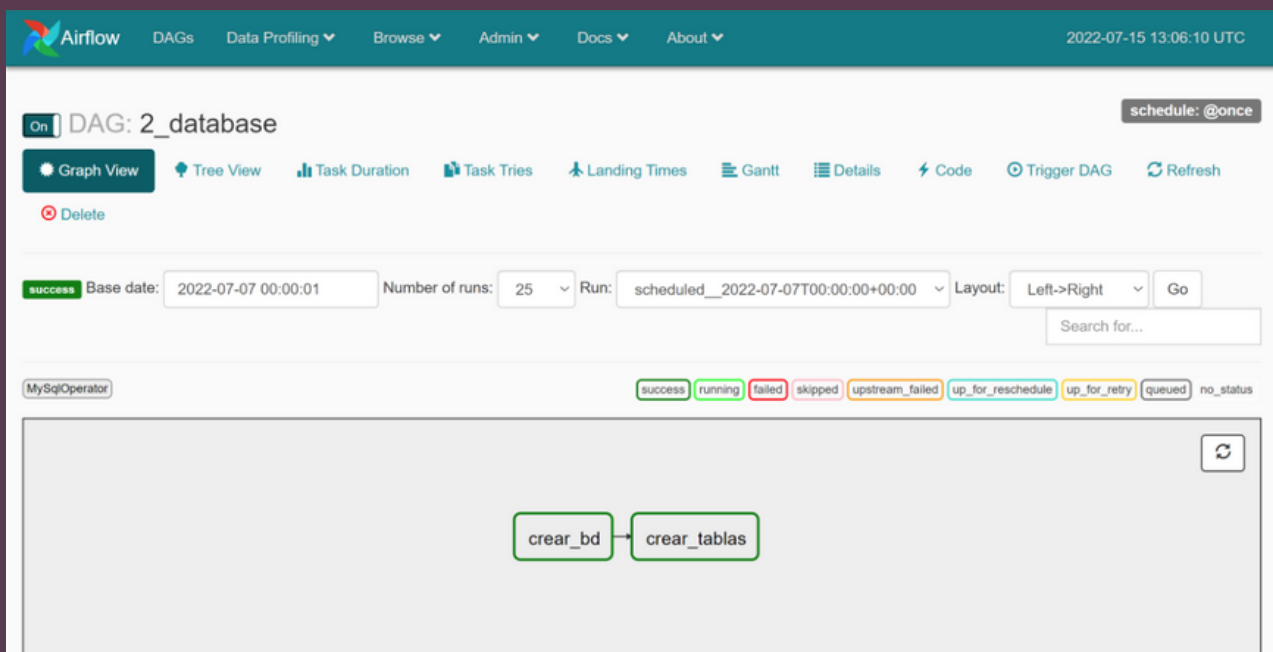 Airflow DAGs Data Profiling Browse Admin Docs About 2022-07-15 13:06:10 UTC
schedule: @once
On DAG: 2_database
Graph View Tree View Task Duration Task Tries Landing Times Gantt Details Code Trigger DAG Refresh
Delete
success Base date: 2022-07-07 00:00:01 Number of runs: 25 Run: scheduled__2022-07-07T00:00:00+00:00 Layout: Left->Right Go
Search for...
MySqlOperator success running failed skipped upstream_failed up_for_reschedule up_for_retry queued no_status
crear_bd crear_tablas